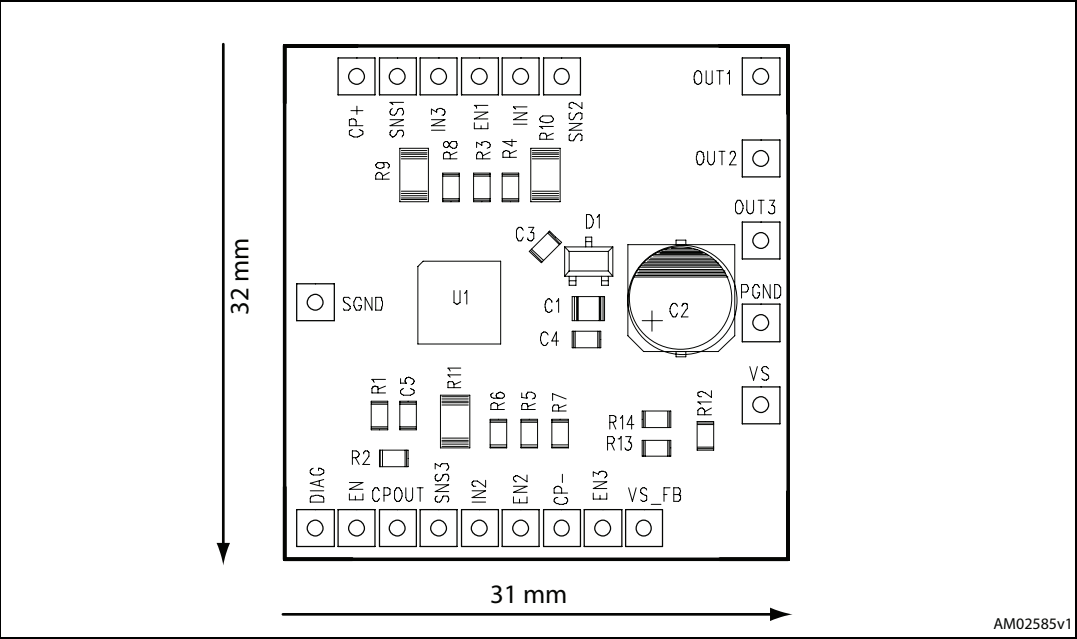 OUT1
CP+
SNS1
IN3
EN1
IN1
SNS2
R9
R8
R3
R4
R10
OUT2
OUT3
C3
D1
SGND
U1
C1
C4
C2
PGND
VS
R1
C5
R11
R6
R5
R7
R14
R13
R12
R2
DIAG
EN
CPOUT
SNS3
IN2
EN2
CP-
EN3
VS_FB
32 mm
31 mm
AM02585v1